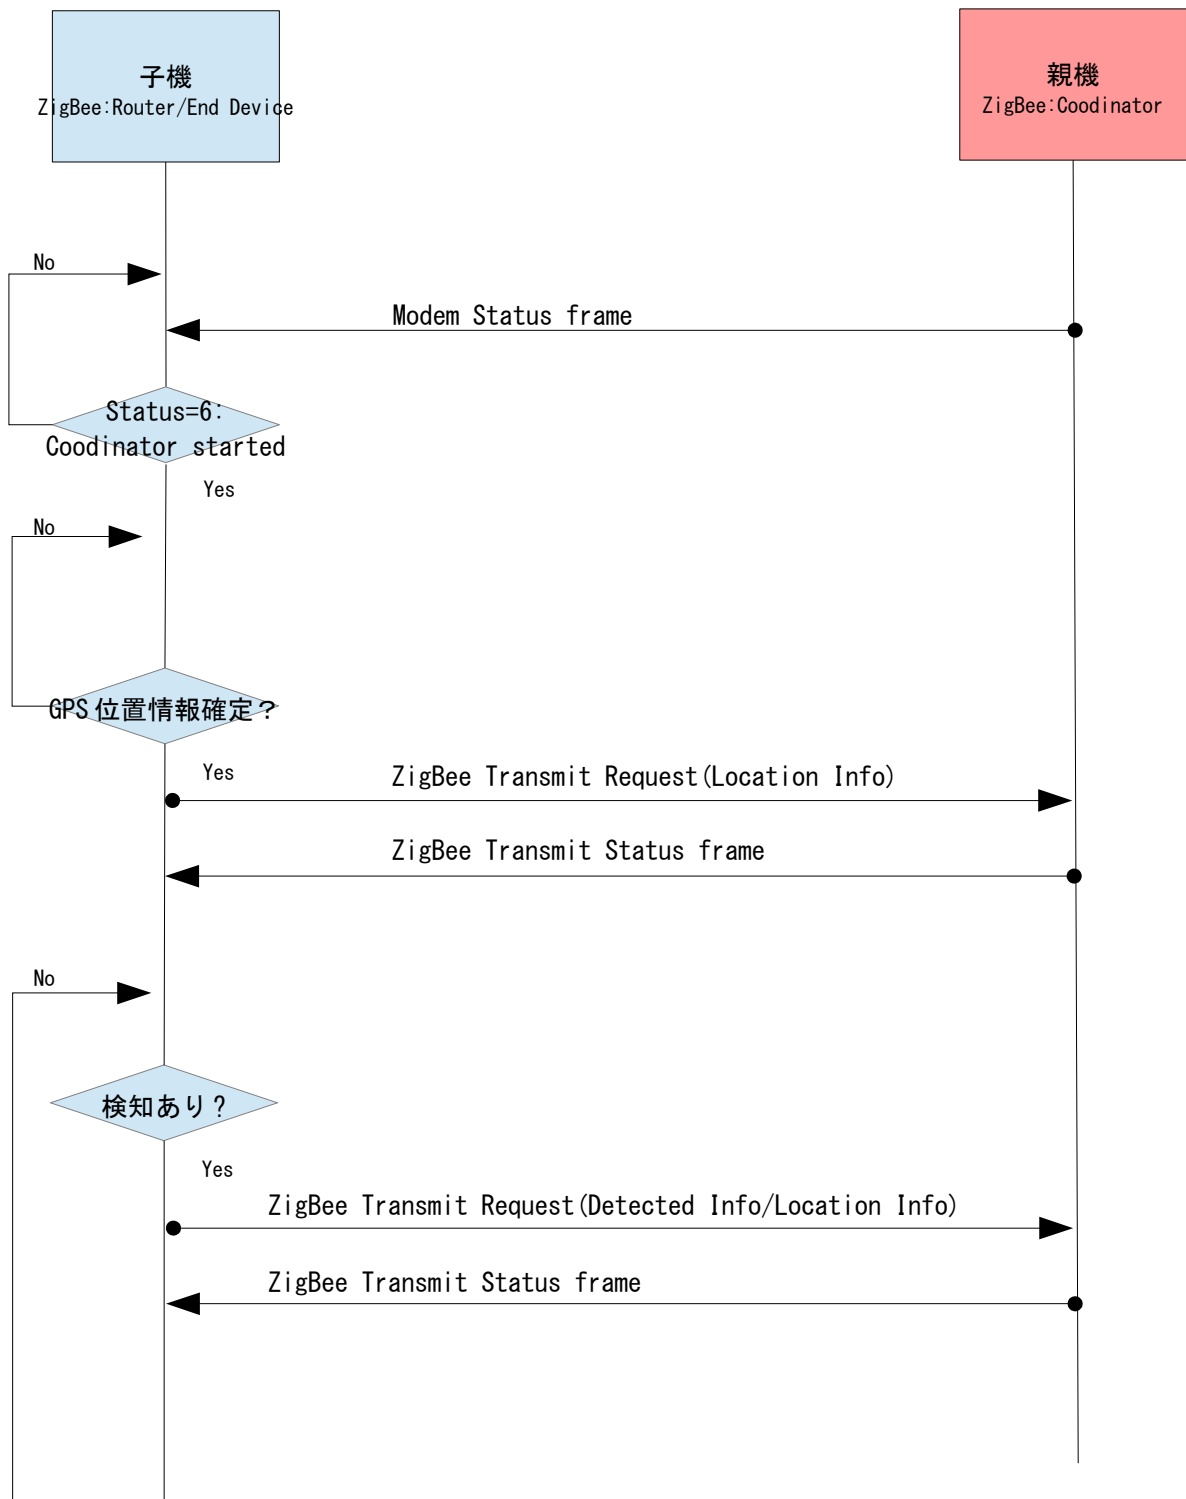 子機
ZigBee:Router/End Device
親機
ZigBee:Coodinator
No
Modem Status frame
Status=6:
Coodinator started
Yes
No
GPS位置情報確定？
Yes
ZigBee Transmit Request(Location Info)
ZigBee Transmit Status frame
No
検知あり？
Yes
ZigBee Transmit Request(Detected Info/Location Info)
ZigBee Transmit Status frame